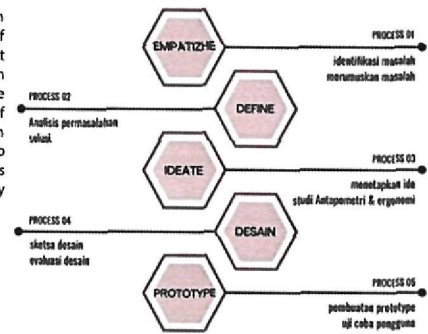 EMPATIZHE
PROCESS 01
identifikasi masalah
merumuskan masalah
PROCESS 02
Analisis permasalahan
solusi
DEFINE
IDEATE
PROCESS 03
menetapkan ide
studi Antopometri & ergonomi
PROCESS 04
sketsa desain
evaluasi desain
DESAIN
PROTOTYPE
PROCESS 05
pembuatan prototype
uji coba pengguna